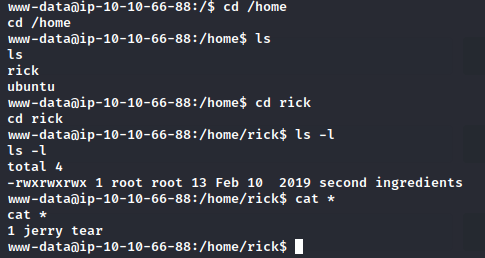 www-data@ip-10-10-66-88:/$ cd /home
cd /home
www-data@ip-10-10-66-88:/home$ ls
ls
rick
ubuntu
www-data@ip-10-10-66-88:/home$ cd rick
cd rick
www-data@ip-10-10-66-88:/home/rick$ ls -l
ls -l
total 4
-rwxrwxrwx 1 root root 13 Feb 10  2019 second ingredients
www-data@ip-10-10-66-88:/home/rick$ cat *
cat *
1 jerry tear
www-data@ip-10-10-66-88:/home/rick$